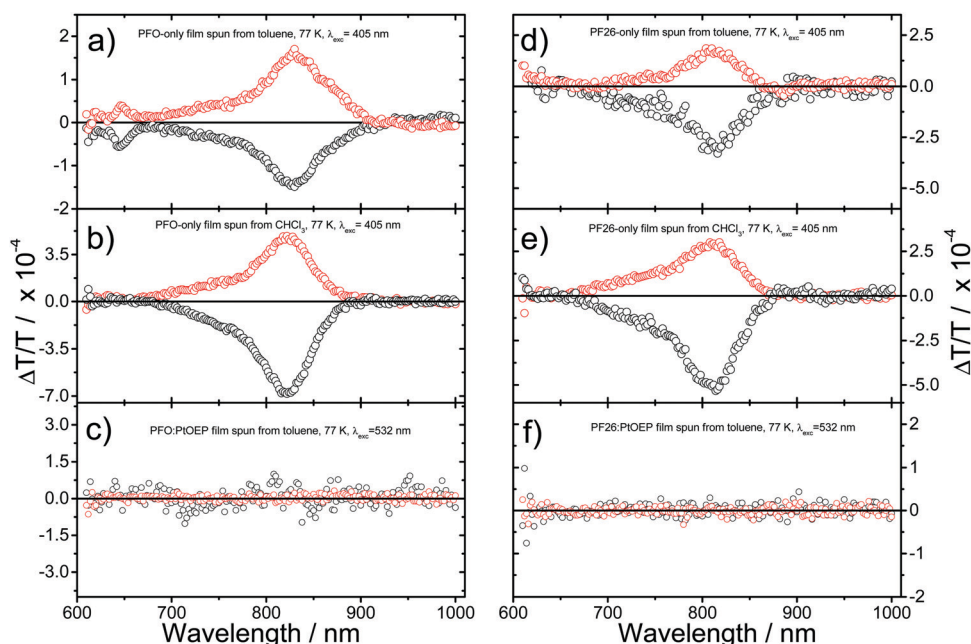 a) PFO-only film spun from toluene, 77 K, λexc= 405 nm
2
1
0
-1
-2
b) PFO-only film spun from CHCl3, 77 K, λexc= 405 nm
3.5
0.0
-3.5
-7.0
ΔT/T / x 10-4
c) PFO:PtOEP film spun from toluene, 77 K, λexc=532 nm
3.0
1.5
0.0
-1.5
-3.0
600 700 800 900 1000
Wavelength / nm
d) PF26-only film spun from toluene, 77 K, λexc= 405 nm
2.5
0.0
-2.5
-5.0
e) PF26-only film spun from CHCl3, 77 K, λexc= 405 nm
2.5
0.0
-2.5
-5.0
ΔT/T / x 10-4
f) PF26:PtOEP film spun from toluene, 77 K, λexc=532 nm
2
1
0
-1
-2
600 700 800 900 1000
Wavelength / nm